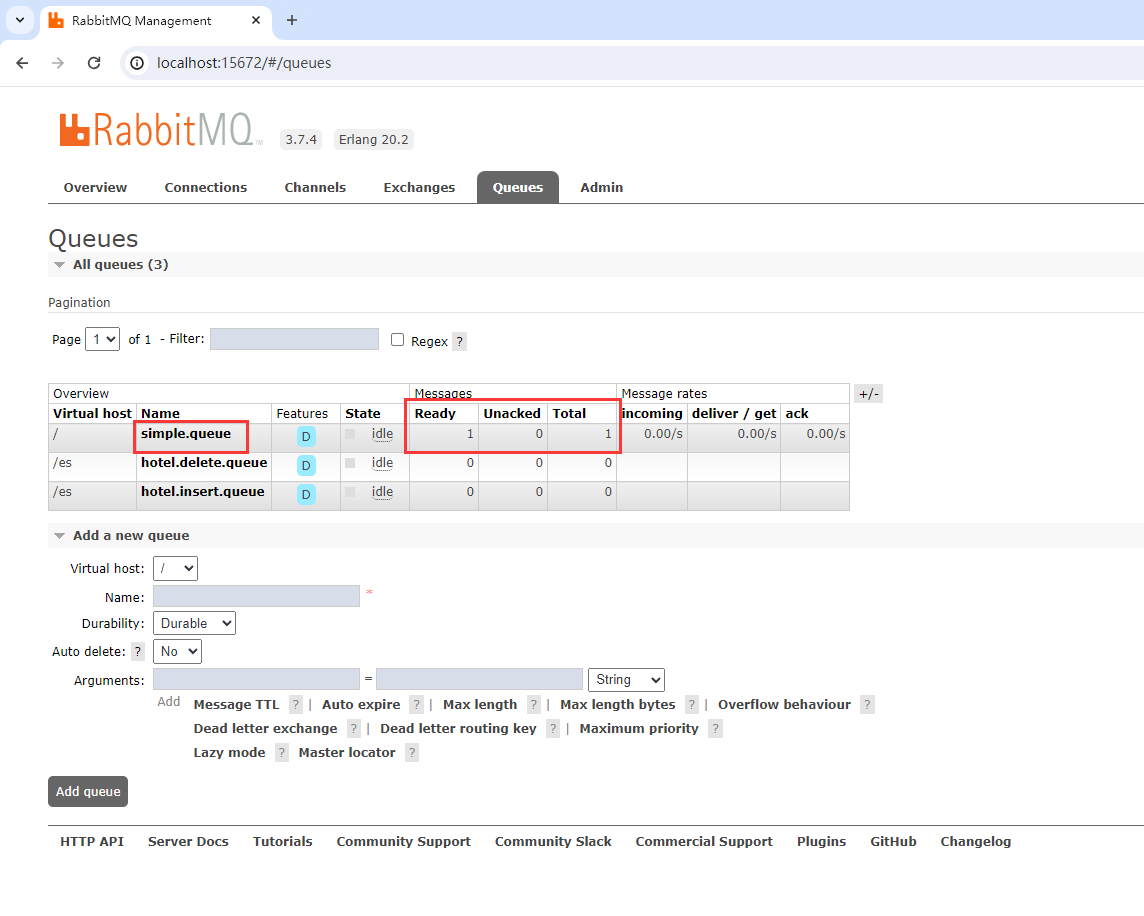 RabbitMQ Management
localhost:15672/#/queues
RabbitMQ TM 3.7.4 Erlang 20.2
Overview Connections Channels Exchanges Queues Admin
Queues
All queues (3)
Pagination
Page 1 of 1 - Filter: Regex ?
Overview Messages Message rates +/-
Virtual host Name Features State Ready Unacked Total incoming deliver / get ack
/ simple.queue D idle 1 0 1 0.00/s 0.00/s 0.00/s
/es hotel.delete.queue D idle 0 0 0
/es hotel.insert.queue D idle 0 0 0
Add a new queue
Virtual host: /
Name: *
Durability: Durable
Auto delete: ? No
Arguments: = String
Add Message TTL ? | Auto expire ? | Max length ? | Max length bytes ? | Overflow behaviour ?
Dead letter exchange ? | Dead letter routing key ? | Maximum priority ?
Lazy mode ? Master locator ?
Add queue
HTTP API Server Docs Tutorials Community Support Community Slack Commercial Support Plugins GitHub Changelog